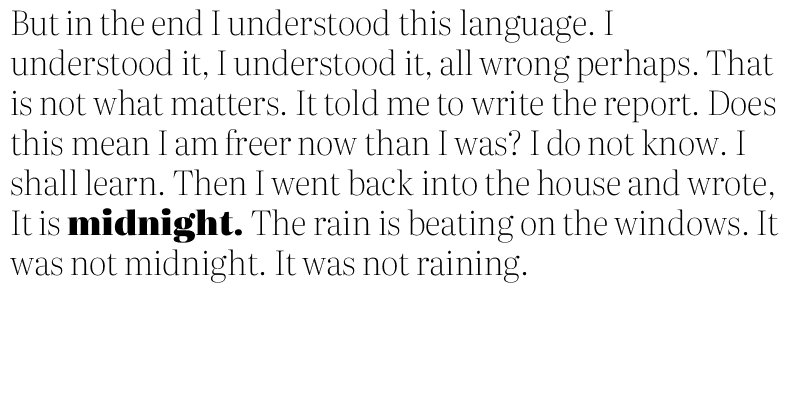 But in the end I understood this language. I
understood it, I understood it, all wrong perhaps. That
is not what matters. It told me to write the report. Does
this mean I am freer now than I was? I do not know. I
shall learn. Then I went back into the house and wrote,
It is midnight. The rain is beating on the windows. It
was not midnight. It was not raining.